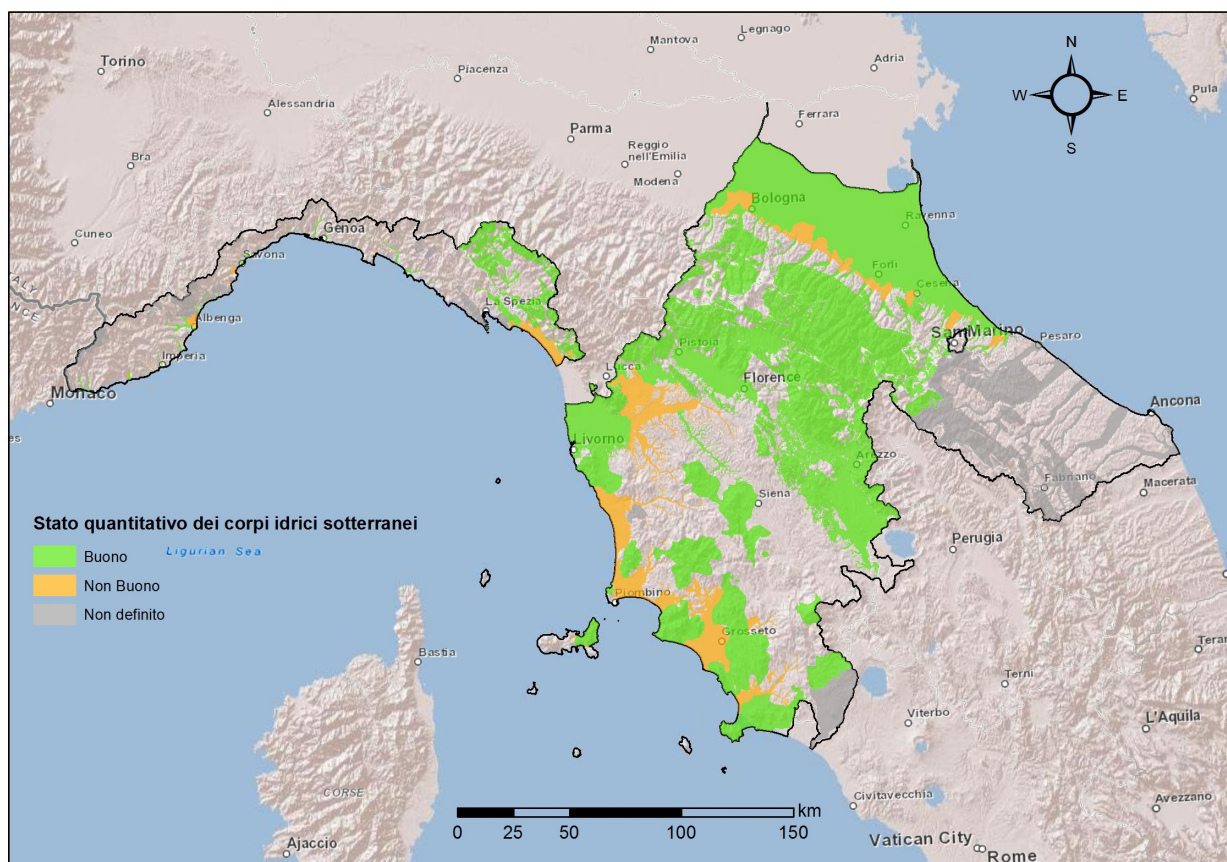 Legnago
Mantova
Torino
Adria
Piacenza
Pula
Alessandria
Ferrara
Parma
Reggio
nell'Emilia
Bra
Modena
Bologna
Ravenna
Cuneo
Genoa
Savona
Forlì
Cesena
La Spezia
Albenga
San Marino
Pesaro
Pistoia
Imperia
Lucca
Florence
Monaco
Ancona
Livorno
Arezzo
Fabriano
Macerata
Siena
Perugia
Piombino
Grosseto
Bastia
Terni
Viterbo
L'Aquila
CORSE
Civitavecchia
Avezzano
Ajaccio
Vatican City
Rome
N
W
E
S
Stato quantitativo dei corpi idrici sotterranei
Buono
Ligurian Sea
Non Buono
Non definito
km
0 25 50 100 150